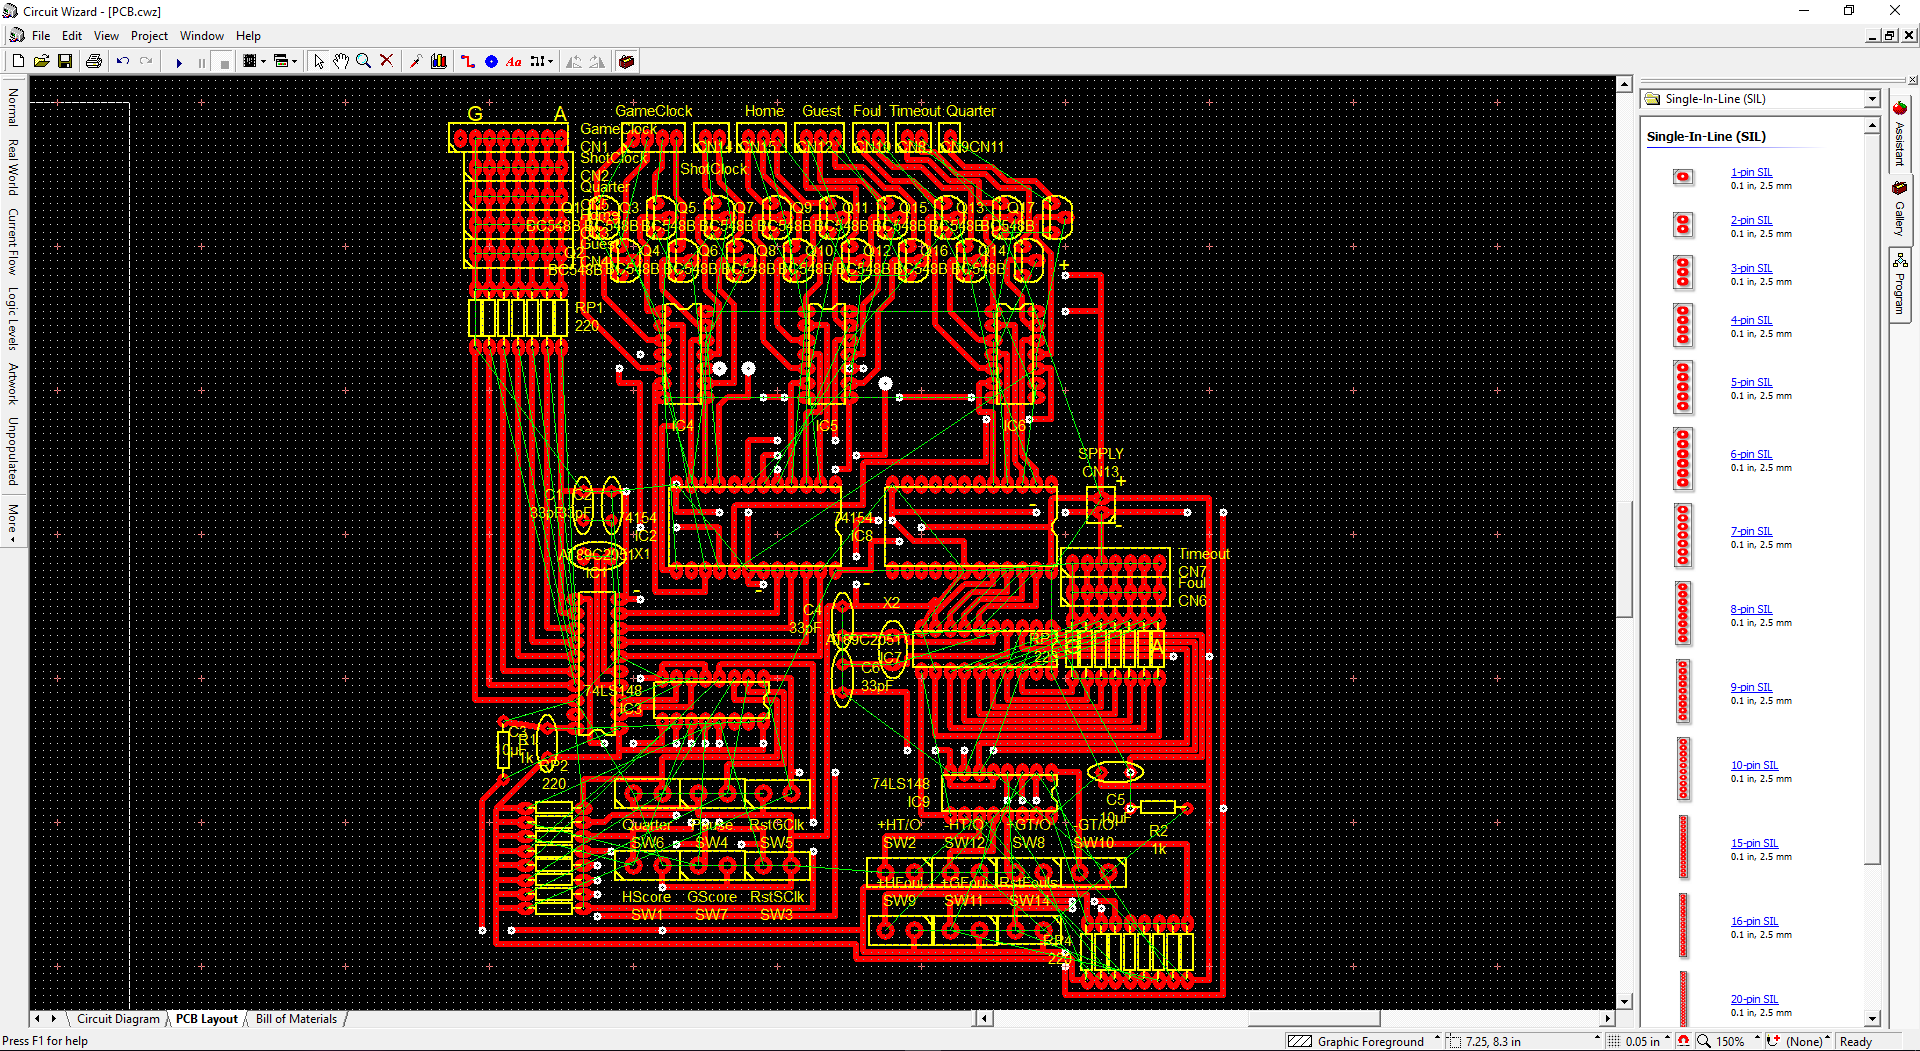 Circuit Wizard - [PCB.cwz]
File Edit View Project Window Help
Normal
Real World
Current Flow
Logic Levels
Artwork
Unpopulated
More
G A
GameClock
CN1
ShotClock
CN2
Quarter
CN5
Home
Guest
CN4
GameClock Home Guest Foul Timeout Quarter
CN14 CN15 CN12 CN10 CN8 CN9CN11
ShotClock
Q1 Q3 Q5 Q7 Q9 Q11 Q15 Q13 Q17
BC548B BC548B BC548B BC548B BC548B BC548B BC548B BC548B
Q2 Q4 Q6 Q8 Q10 Q12 Q16 Q14
BC548B BC548B BC548B BC548B BC548B BC548B BC548B BC548B
RP1
220
IC4 IC5 IC6
SPPLY
CN13
C1 C2
33pF 33pF
74154
IC2
74154
IC8
AT89C2051 X1
IC1
Timeout
CN7
Foul
CN6
C4
33pF
X2
AT89C2051
IC7
C6
33pF
A
74LS148
IC3
C3
10uF
R1
1k
RP2
220
74LS148
IC9
C5
10uF
R2
1k
Quarter Pause RstGClk
SW6 SW4 SW5
HScore GScore RstSClk
SW1 SW7 SW3
+HT/O -HT/O +GT/O -GT/O
SW2 SW12 SW8 SW10
+HFoul +GFoul RstFouls
SW9 SW11 SW14
RP4
220
Single-In-Line (SIL)
Single-In-Line (SIL)
1-pin SIL
0.1 in, 2.5 mm
2-pin SIL
0.1 in, 2.5 mm
3-pin SIL
0.1 in, 2.5 mm
4-pin SIL
0.1 in, 2.5 mm
5-pin SIL
0.1 in, 2.5 mm
6-pin SIL
0.1 in, 2.5 mm
7-pin SIL
0.1 in, 2.5 mm
8-pin SIL
0.1 in, 2.5 mm
9-pin SIL
0.1 in, 2.5 mm
10-pin SIL
0.1 in, 2.5 mm
15-pin SIL
0.1 in, 2.5 mm
16-pin SIL
0.1 in, 2.5 mm
20-pin SIL
0.1 in, 2.5 mm
Assistant
Gallery
Program
Circuit Diagram PCB Layout Bill of Materials
Press F1 for help
Graphic Foreground 7.25, 8.3 in 0.05 in 150% (None) Ready